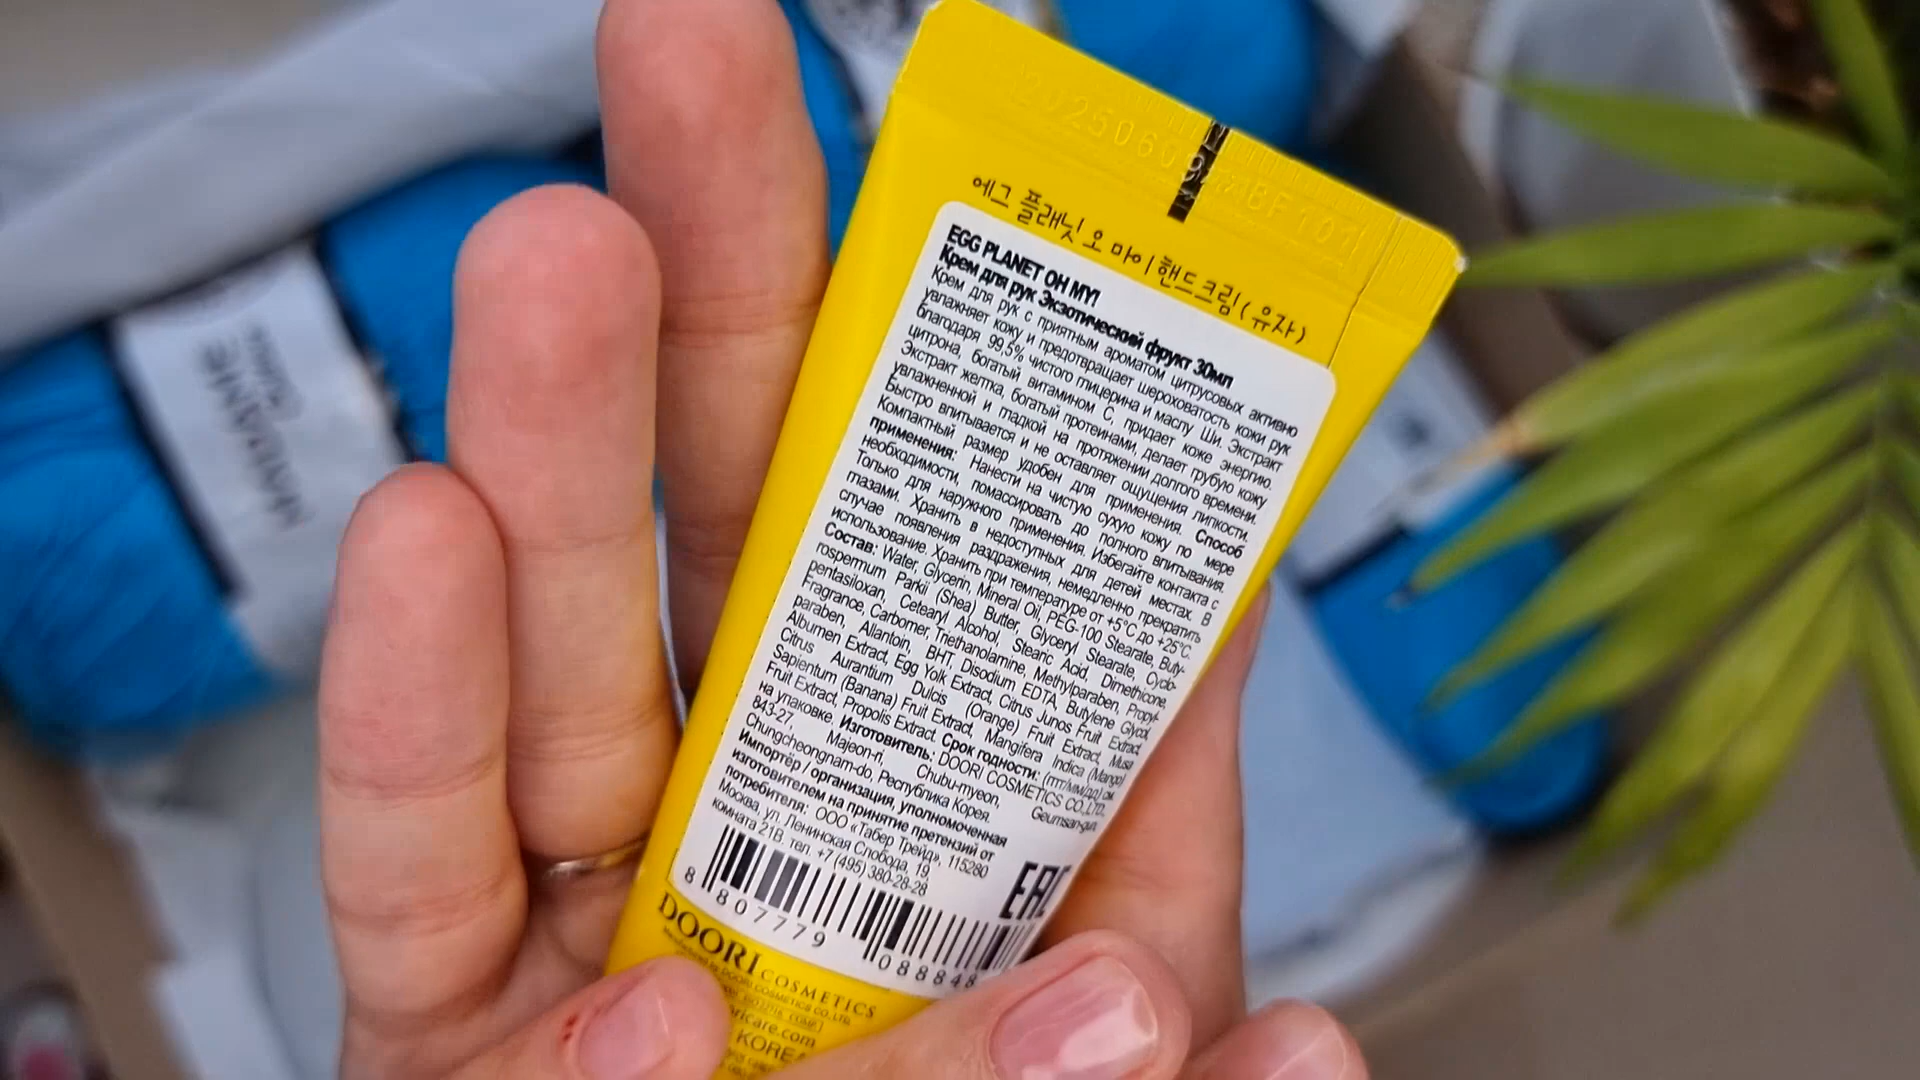 20250609
에그 플래닛 오 마이 핸드크림 (유자)
EGG PLANET OH MY!
Крем для рук Экзотический фрукт 30мл
Крем для рук с приятным ароматом цитрусовых активно
увлажняет кожу и предотвращает шероховатость кожи рук
благодаря 99,5% чистого глицерина и маслу Ши. Экстракт
цитрона, богатый витамином С, придает коже энергию.
Экстракт желтка, богатый протеинами, делает грубую кожу
увлажненной и гладкой на протяжении долгого времени.
Быстро впитывается и не оставляет ощущения липкости.
Компактный размер удобен для применения. Способ
применения: Нанести на чистую сухую кожу по мере
необходимости, помассировать до полного впитывания.
Только для наружного применения. Избегайте контакта с
глазами. Хранить в недоступных для детей местах. В
случае появления раздражения, немедленно прекратить
использование. Хранить при температуре от +5°C до +25°C.
Состав: Water, Glycerin, Mineral Oil, PEG-100 Stearate, Buty-
rospermum Parkii (Shea) Butter, Glyceryl Stearate, Cyclo-
pentasiloxan, Cetearyl Alcohol, Stearic Acid, Dimethicone,
Fragrance, Carbomer, Triethanolamine, Methylparaben, Propyl-
paraben, Allantoin, BHT, Disodium EDTA, Butylene Glycol,
Albumen Extract, Egg Yolk Extract, Citrus Junos Fruit Extract,
Citrus Aurantium Dulcis (Orange) Fruit Extract, Musa
Sapientum (Banana) Fruit Extract, Mangifera Indica (Mango)
Fruit Extract, Propolis Extract. Срок годности: (гггг/мм/дд) см.
на упаковке. Изготовитель: DOORI COSMETICS CO.,LTD.,
843-27, Majeon-ri, Chubu-myeon, Geumsan-gun,
Chungcheongnam-do, Республика Корея.
Импортёр / организация, уполномоченная
изготовителем на принятие претензий от
потребителя: ООО «Табер Трейд», 115280
Москва, ул. Ленинская Слобода, 19,
комната 21В. тел. +7 (495) 380-28-28
EAC
8 807779 088848
DOORI COSMETICS
DOORI COSMETICS CO.,LTD.
KOREA